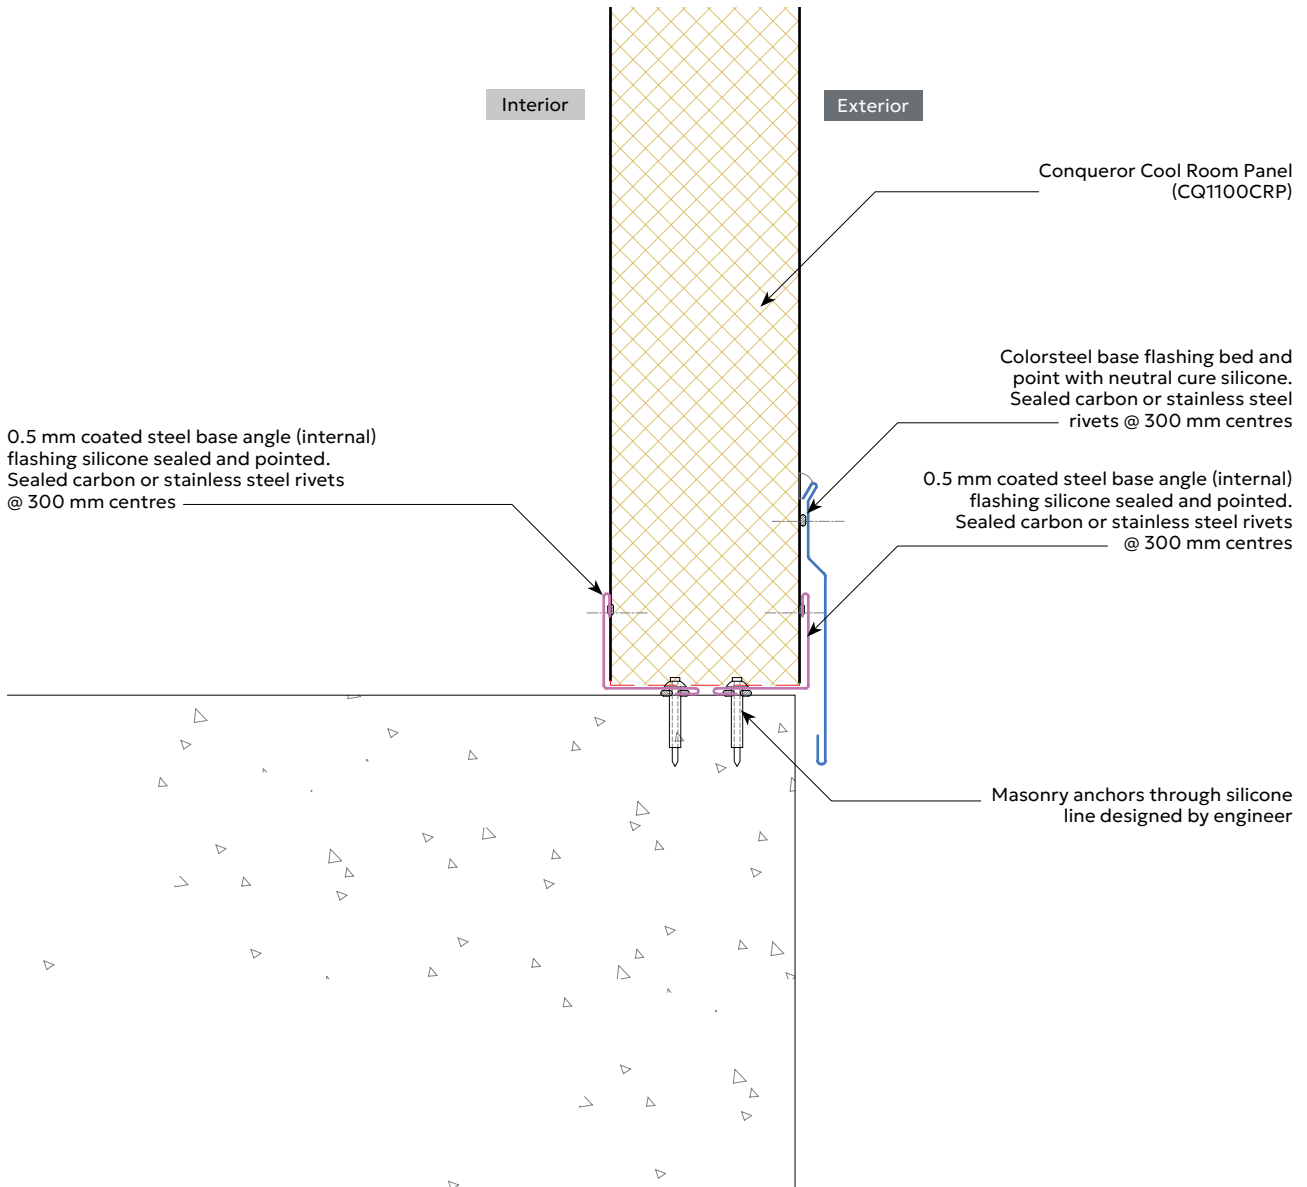 Interior
Exterior
Conqueror Cool Room Panel
(CQ1100CRP)
Colorsteel base flashing bed and
point with neutral cure silicone.
Sealed carbon or stainless steel
rivets @ 300 mm centres
0.5 mm coated steel base angle (internal)
flashing silicone sealed and pointed.
Sealed carbon or stainless steel rivets
@ 300 mm centres
0.5 mm coated steel base angle (internal)
flashing silicone sealed and pointed.
Sealed carbon or stainless steel rivets
@ 300 mm centres
Masonry anchors through silicone
line designed by engineer